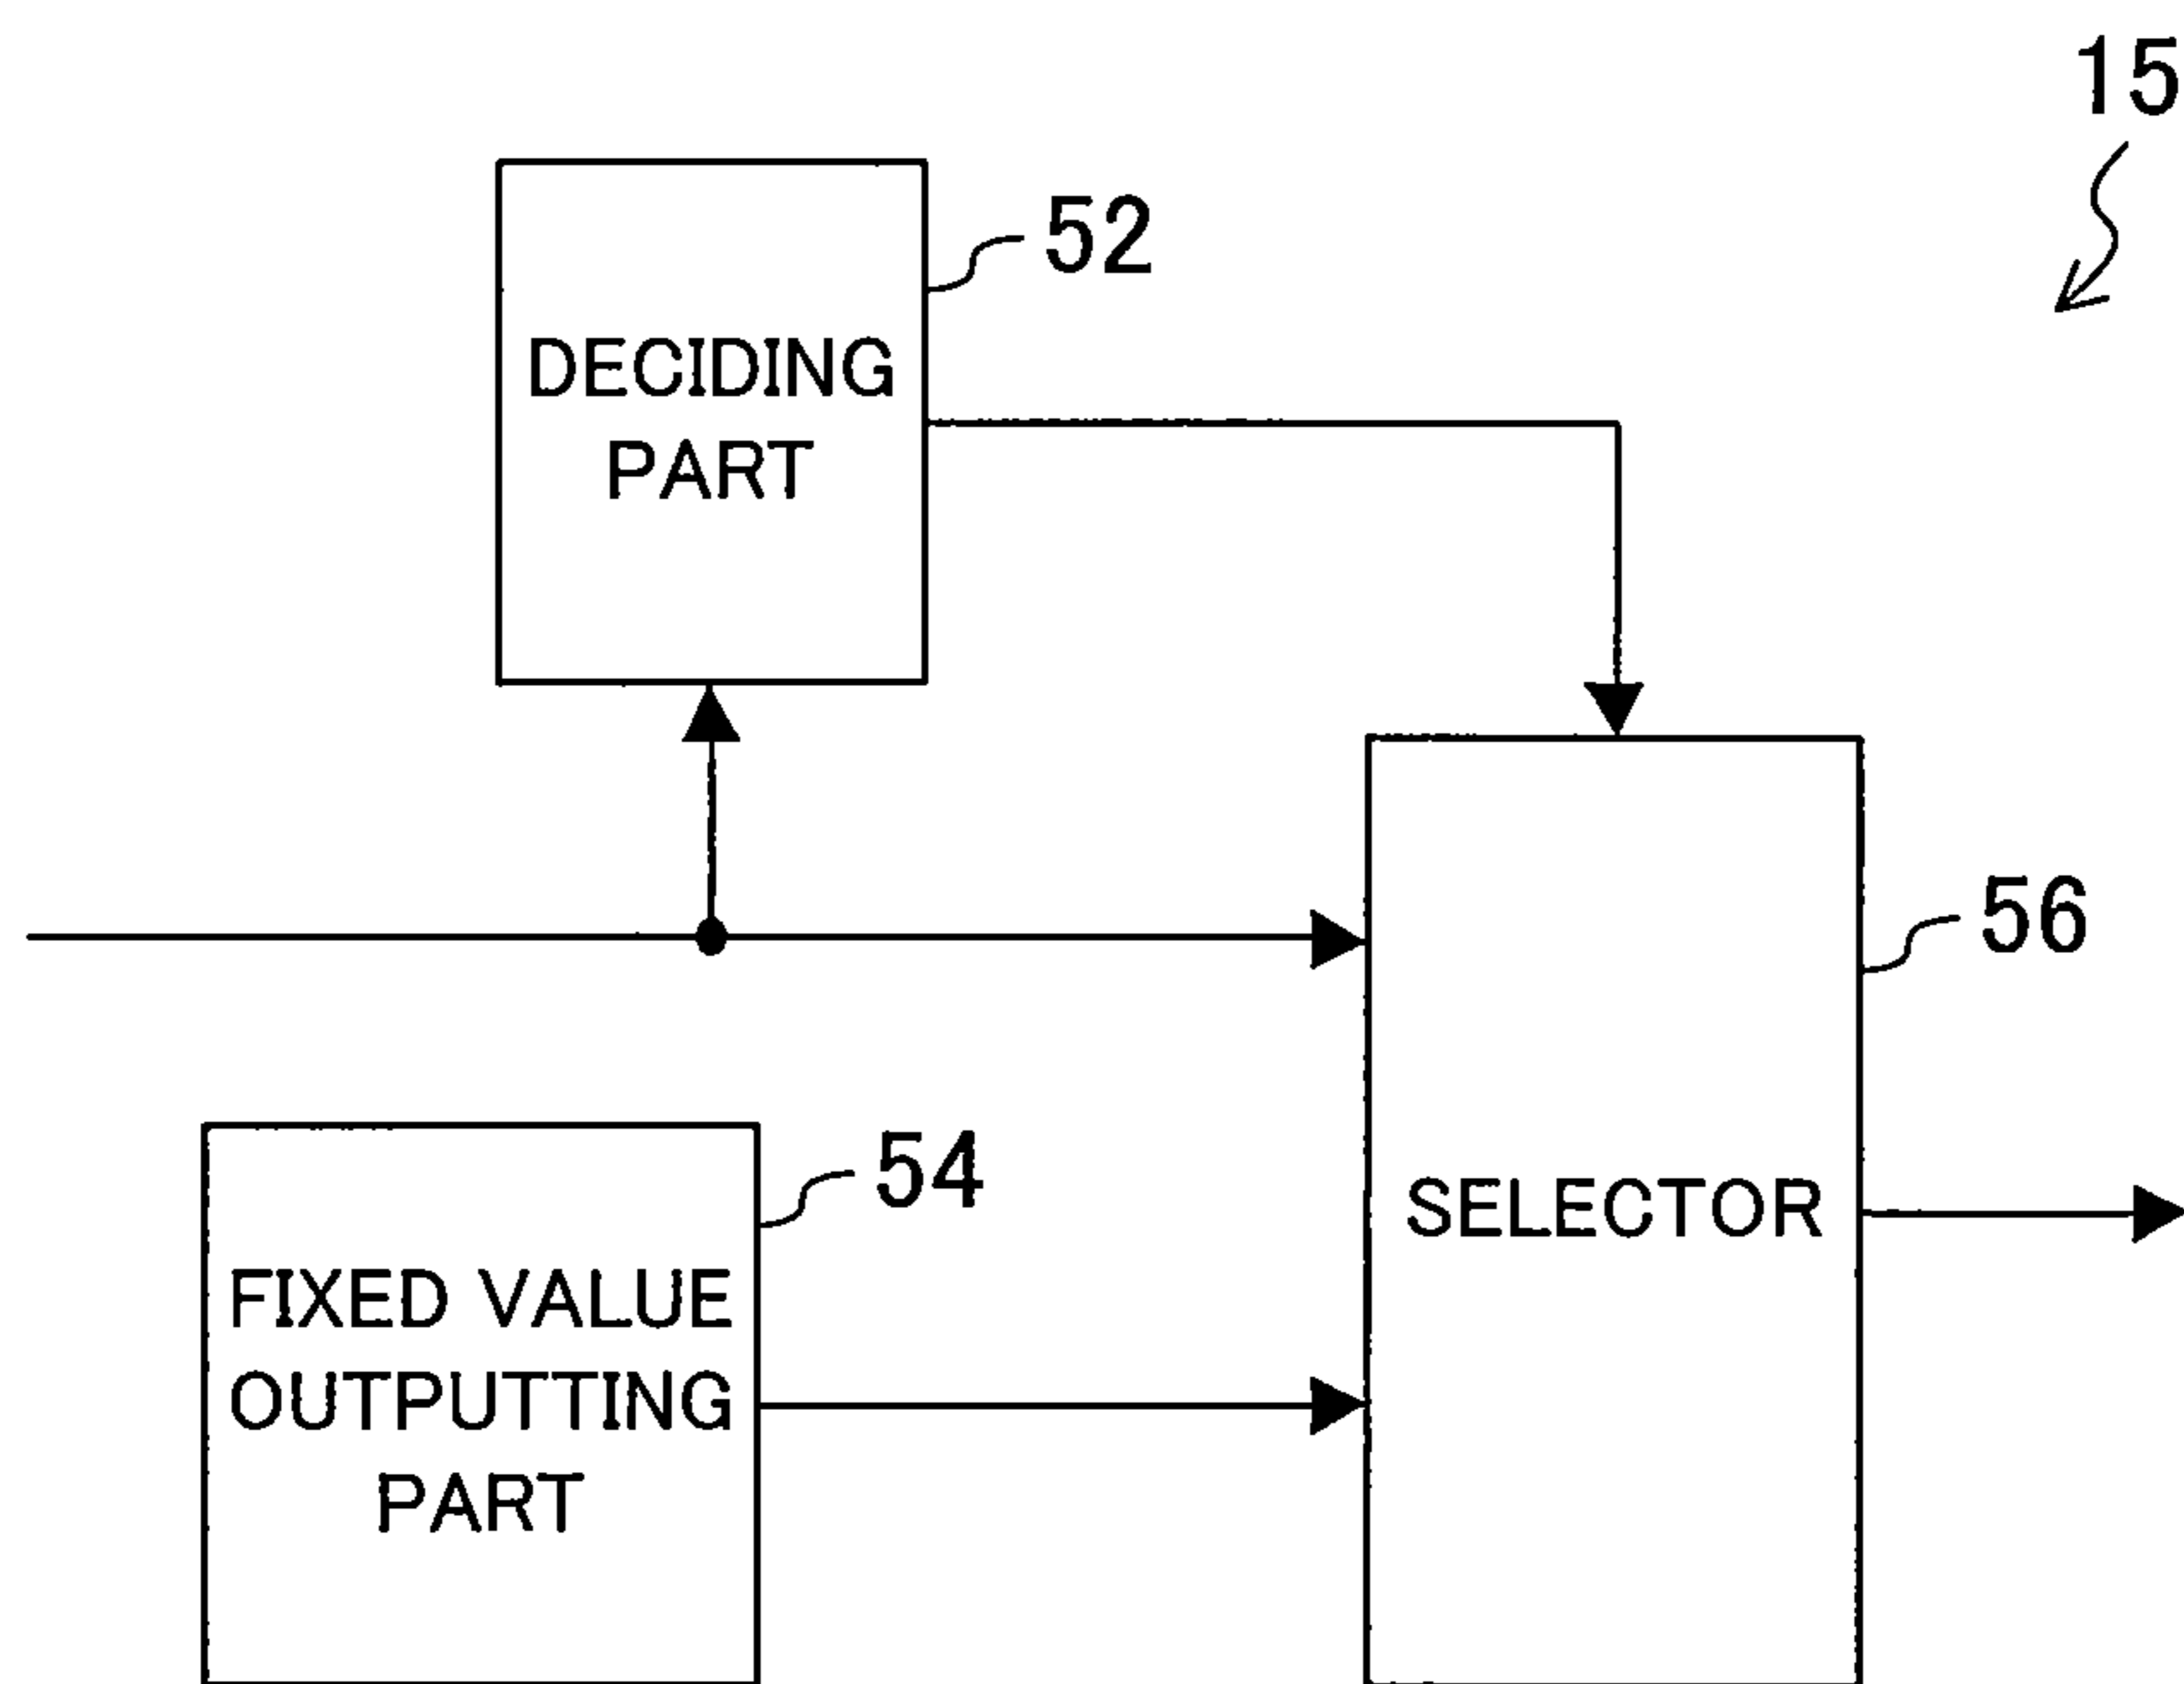 15
52
DECIDING
PART
56
54
SELECTOR
FIXED VALUE
OUTPUTTING
PART